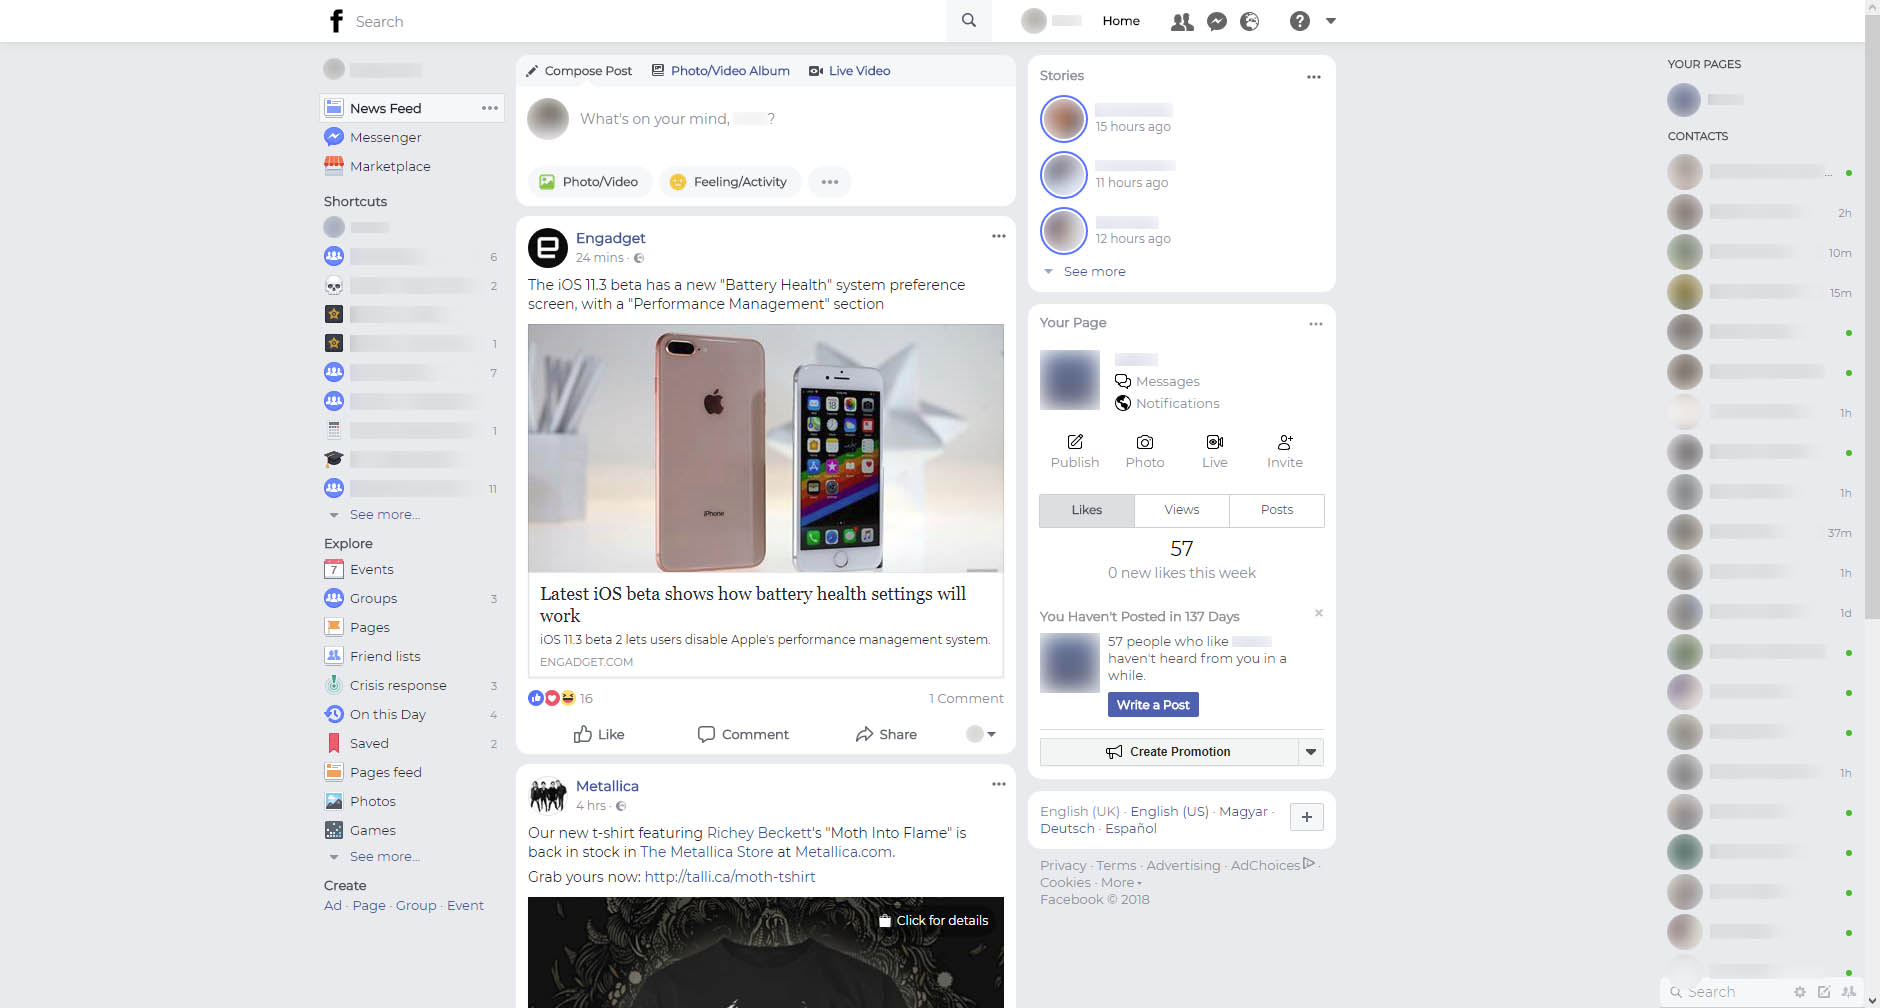 f Search
Home
News Feed
Messenger
Marketplace
Shortcuts
6
2
1
7
1
11
See more...
Explore
7 Events
Groups 3
Pages
Friend lists
Crisis response 3
On this Day 4
Saved 2
Pages feed
Photos
Games
See more...
Create
Ad · Page · Group · Event
Compose Post Photo/Video Album Live Video
What's on your mind, ?
Photo/Video Feeling/Activity
Engadget
24 mins ·
The iOS 11.3 beta has a new "Battery Health" system preference
screen, with a "Performance Management" section
iPhone
Latest iOS beta shows how battery health settings will
work
iOS 11.3 beta 2 lets users disable Apple's performance management system.
ENGADGET.COM
16 1 Comment
Like Comment Share
Metallica
4 hrs ·
Our new t-shirt featuring Richey Beckett's "Moth Into Flame" is
back in stock in The Metallica Store at Metallica.com.
Grab yours now: http://talli.ca/moth-tshirt
Click for details
Stories
15 hours ago
11 hours ago
12 hours ago
See more
Your Page
Messages
Notifications
Publish Photo Live Invite
Likes Views Posts
57
0 new likes this week
You Haven't Posted in 137 Days
57 people who like
haven't heard from you in a
while.
Write a Post
Create Promotion
English (UK) · English (US) · Magyar ·
Deutsch · Español
Privacy · Terms · Advertising · AdChoices ·
Cookies · More
Facebook © 2018
YOUR PAGES
CONTACTS
...
2h
10m
15m
1h
1h
37m
1h
1d
1h
Search